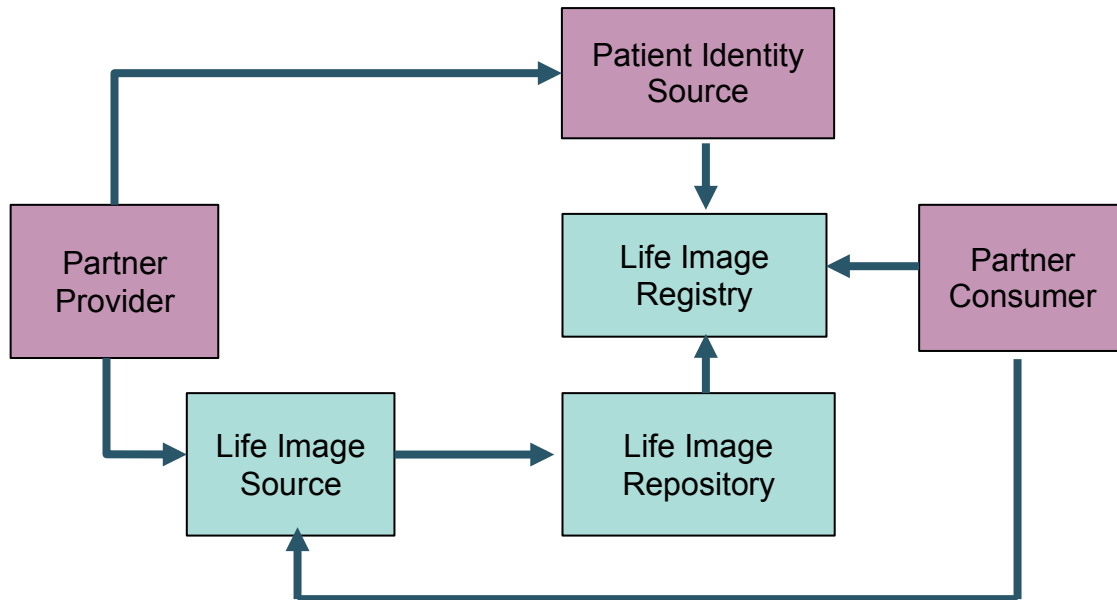 Patient Identity
Source
Partner
Provider
Life Image
Registry
Partner
Consumer
Life Image
Source
Life Image
Repository